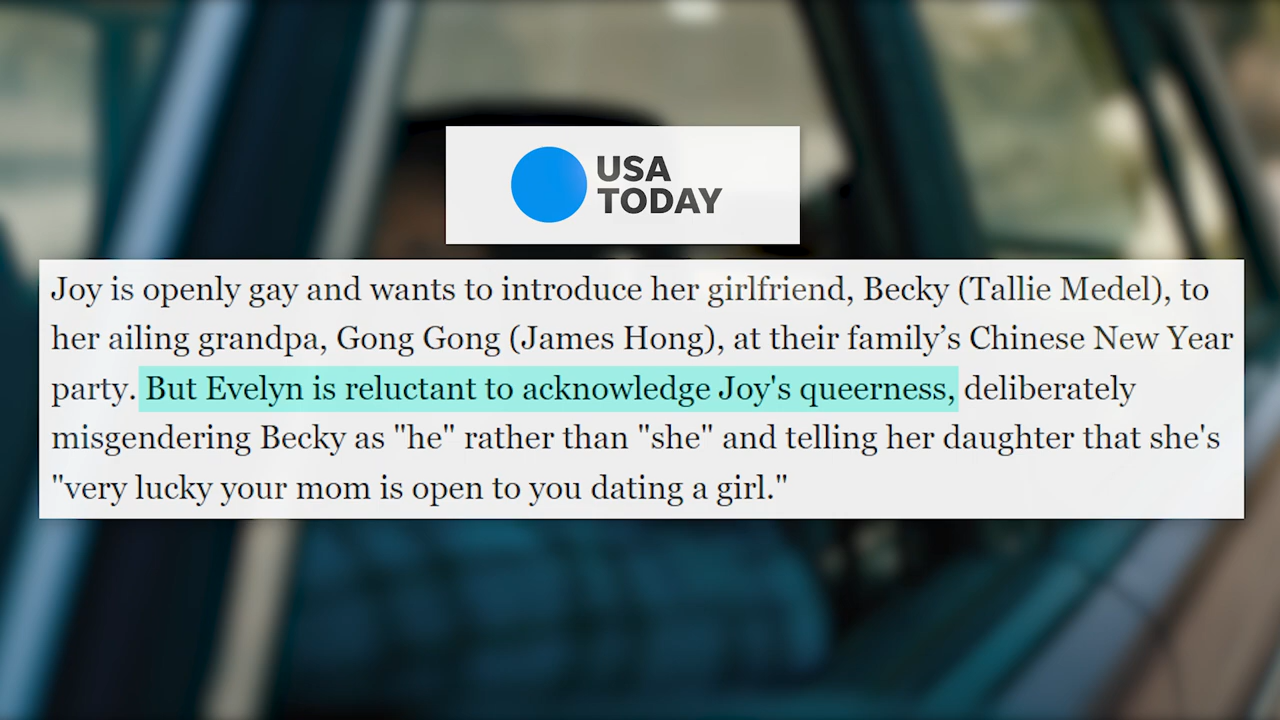 USA
TODAY
Joy is openly gay and wants to introduce her girlfriend, Becky (Tallie Medel), to
her ailing grandpa, Gong Gong (James Hong), at their family’s Chinese New Year
party. But Evelyn is reluctant to acknowledge Joy's queerness, deliberately
misgendering Becky as "he" rather than "she" and telling her daughter that she's
"very lucky your mom is open to you dating a girl."